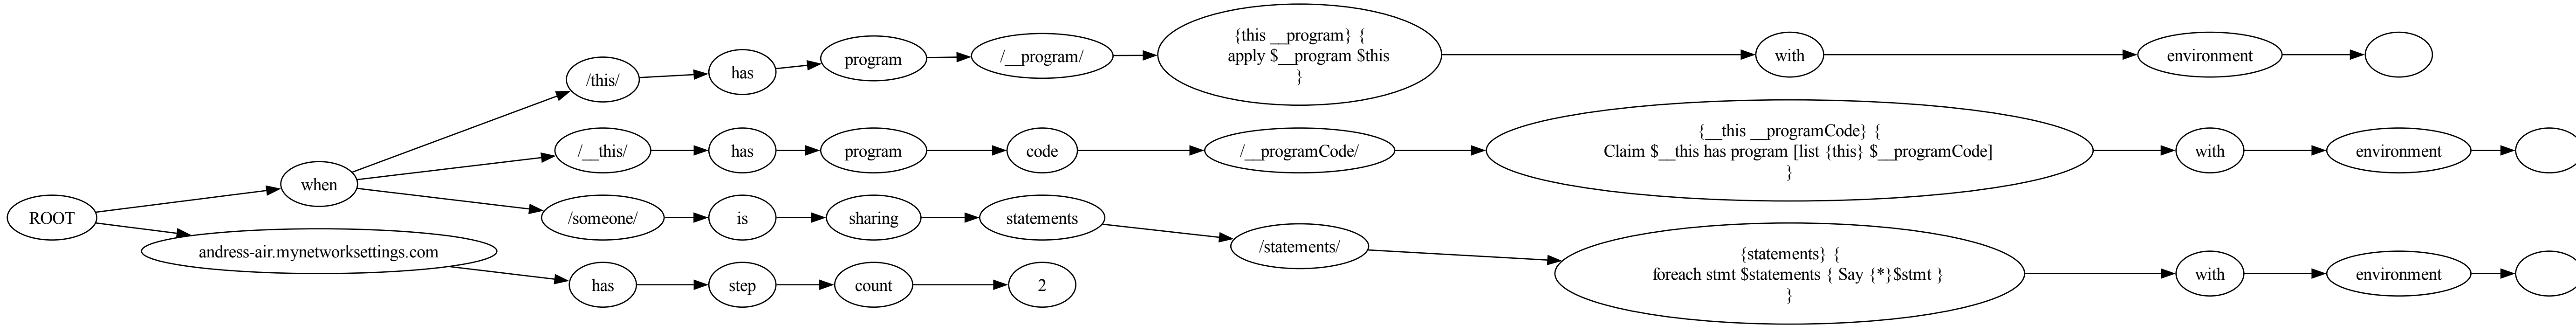 ROOT
when
/this/
has
program
/__program/
{this __program} {
apply $__program $this
}
with
environment
/__this/
has
program
code
/__programCode/
{__this __programCode} {
Claim $__this has program [list {this} $__programCode]
}
with
environment
/someone/
is
sharing
statements
/statements/
{statements} {
foreach stmt $statements { Say {*}$stmt }
}
with
environment
andress-air.mynetworksettings.com
has
step
count
2